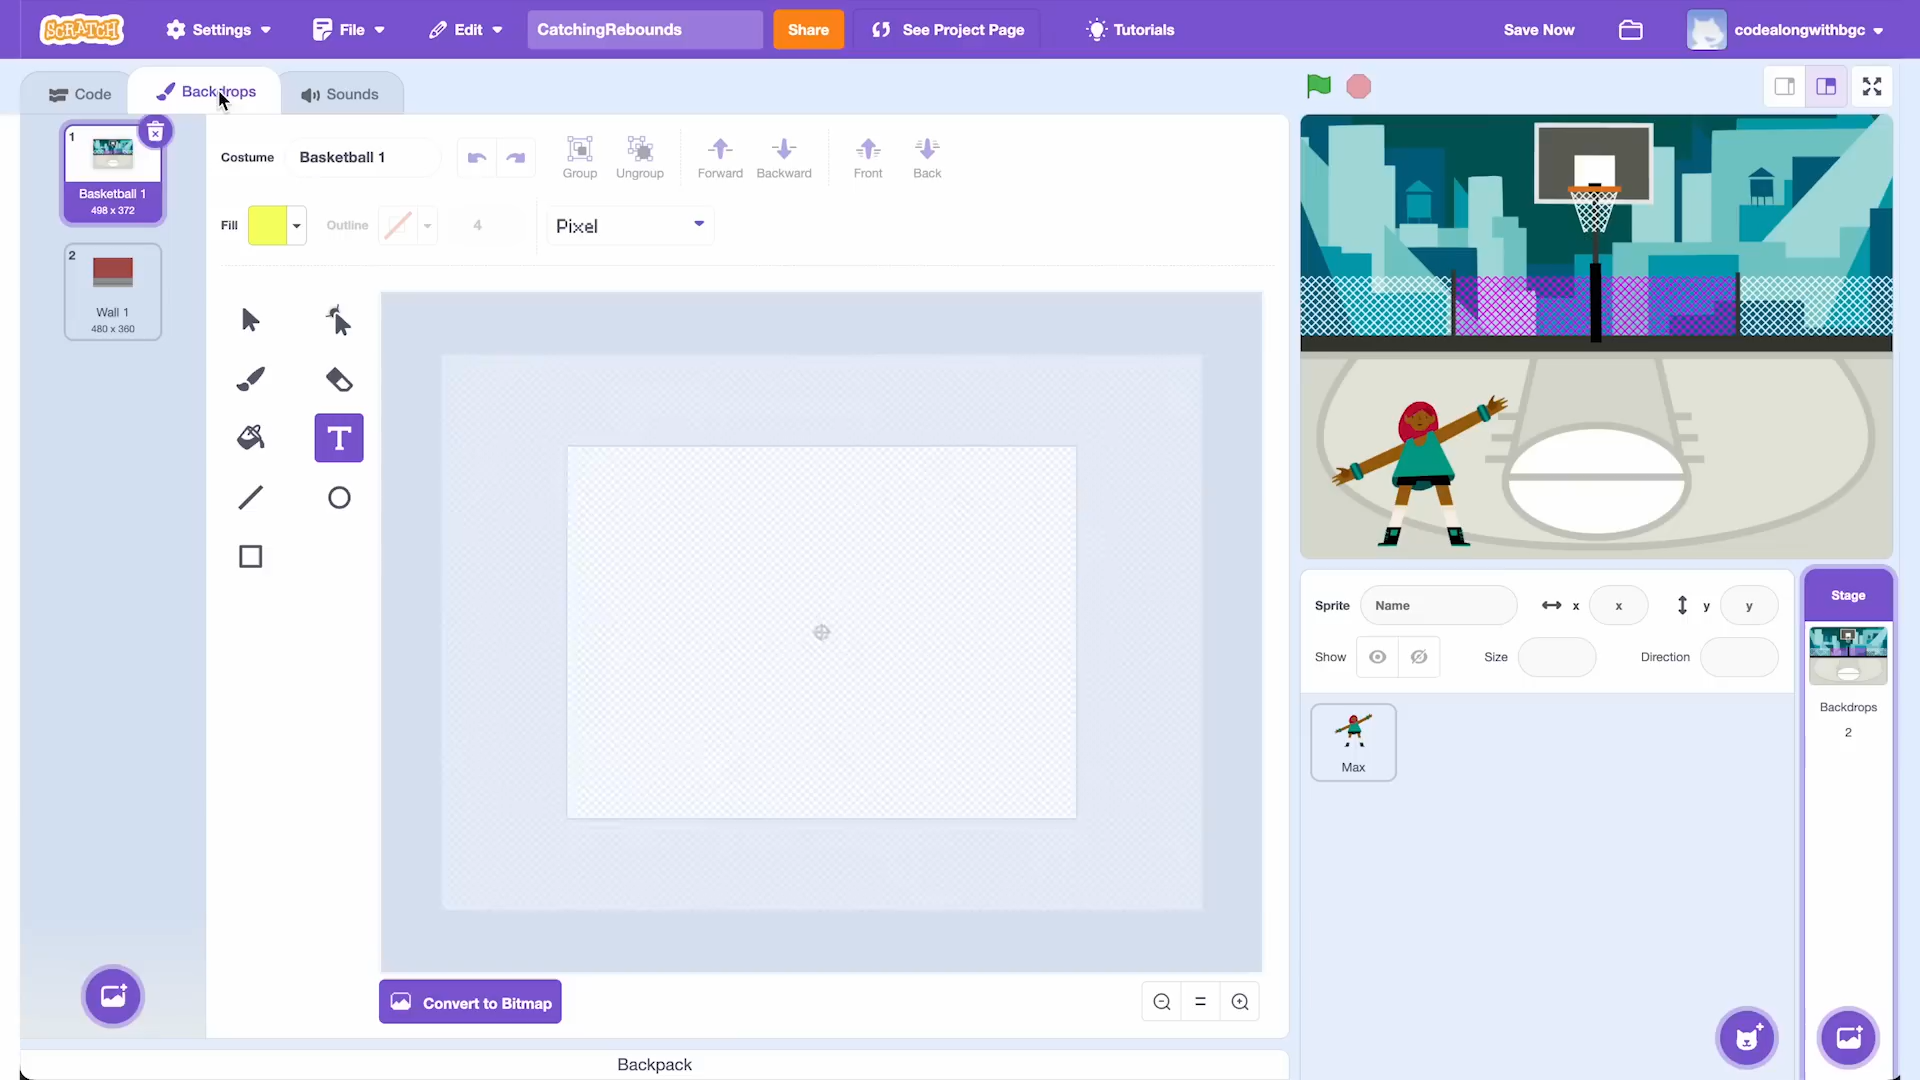 SCRATCH Settings File Edit CatchingRebounds Share See Project Page Tutorials Save Now codealongwithbgc
Code Backdrops Sounds
1
Basketball 1
498 x 372
2
Wall 1
480 x 360
Costume Basketball 1 Group Ungroup Forward Backward Front Back
Fill Outline 4 Pixel
T
Convert to Bitmap
=
Backpack
Sprite Name x x y y
Show Size Direction
Max
Stage
Backdrops
2